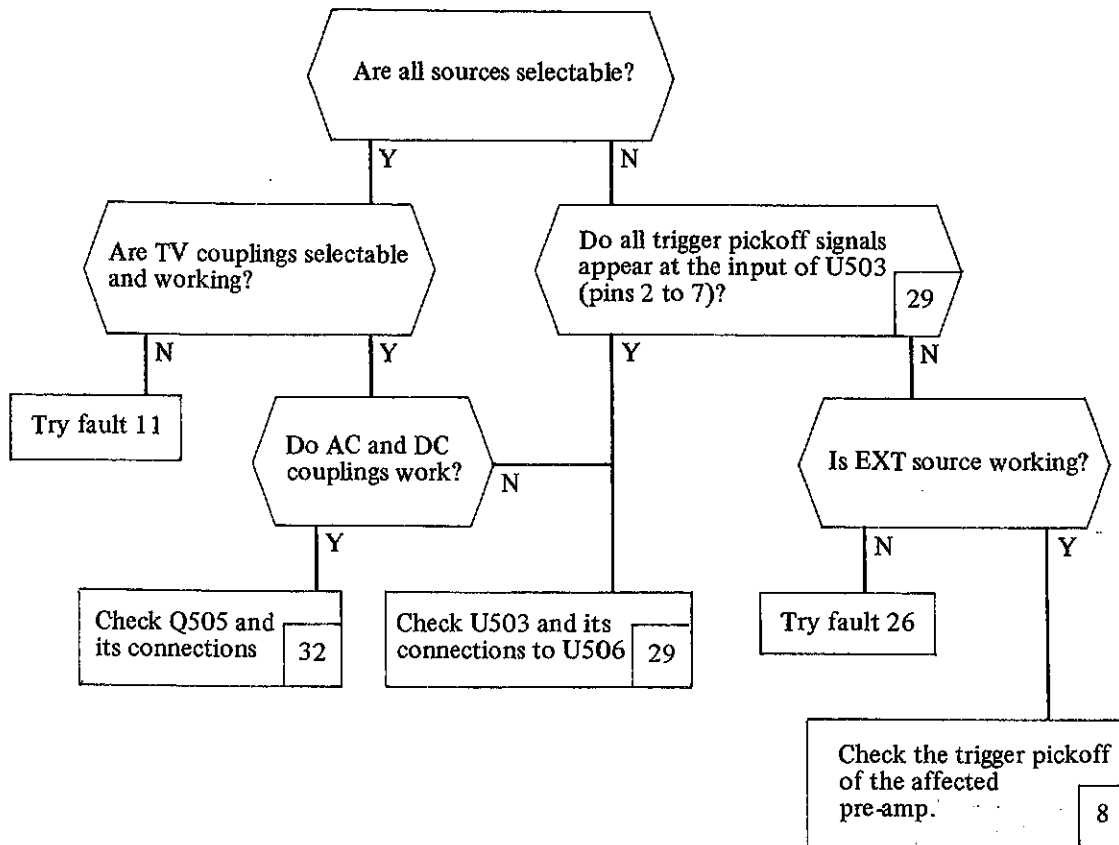 Are all sources selectable?
Y
N
Are TV couplings selectable
and working?
Do all trigger pickoff signals
appear at the input of U503
(pins 2 to 7)?
29
N
Y
Y
N
Try fault 11
Do AC and DC
couplings work?
N
Is EXT source working?
Y
N
Y
Check Q505 and
its connections
32
Check U503 and its
connections to U506
29
Try fault 26
Check the trigger pickoff
of the affected
pre-amp.
8